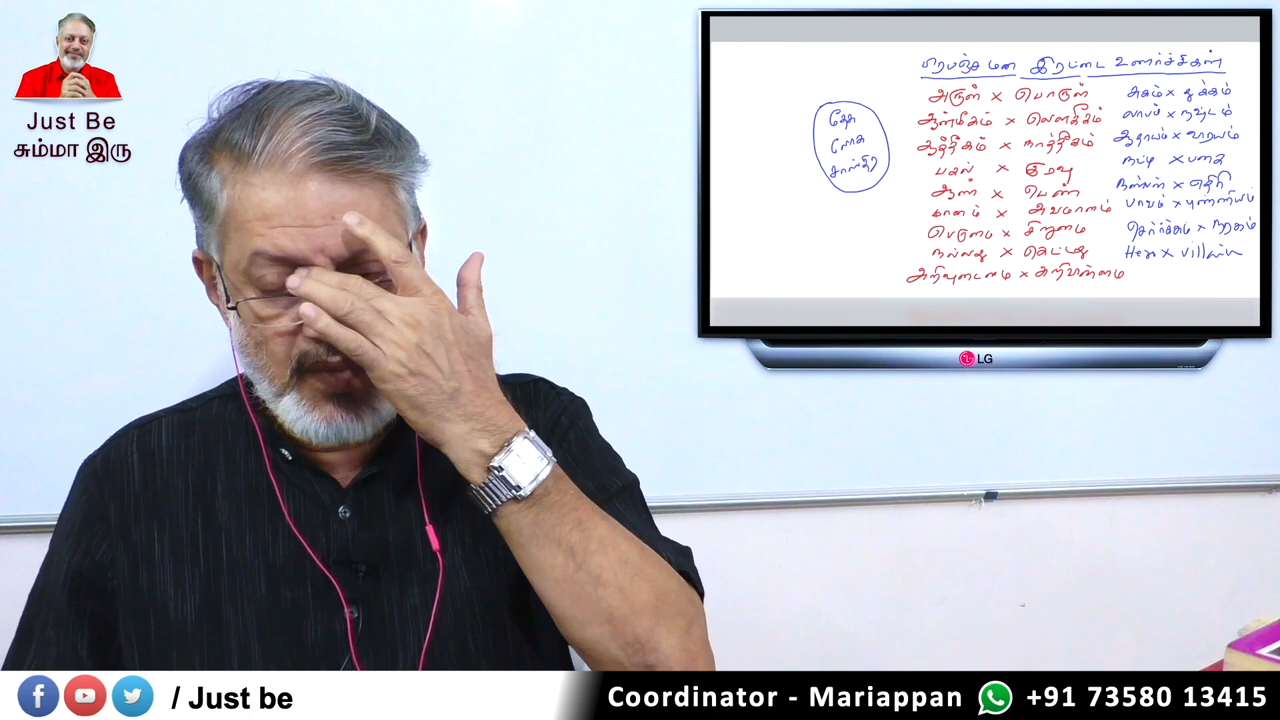 Just Be
சும்மா இரு
பிரபஞ்ச மன இரட்டை உணர்ச்சிகள்
அருள் × பொருள்
ஆன்மீகம் × லௌகீகம்
ஆத்திகம் × நாத்திகம்
பகல் × இரவு
ஆண் × பெண்
மானம் × அவமானம்
பெருமை × சிறுமை
நல்லது × கெட்டது
அறிவுடைமை × அறிவின்மை
சுகம் × துக்கம்
லாபம் × நஷ்டம்
ஆதாயம் × விரயம்
நட்பு × பகை
நண்பன் × எதிரி
பாவம் × புண்ணியம்
சொர்க்கம் × நரகம்
Hero × Villain
தேக
லோக
சாஸ்திர
LG
/ Just be
Coordinator - Mariappan +91 73580 13415